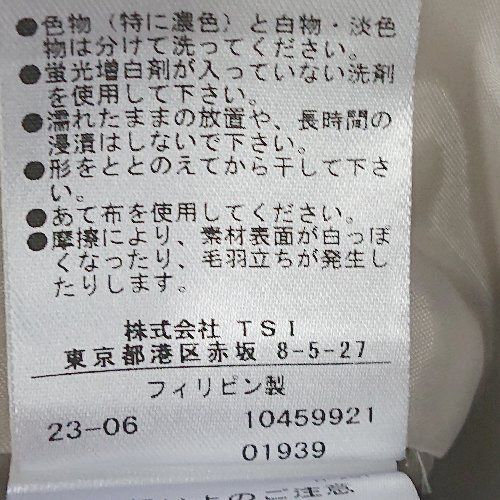 ●色物（特に濃色）と白物・淡色
物は分けて洗ってください。
●蛍光増白剤が入っていない洗剤
を使用して下さい。
●濡れたままの放置や、長時間の
浸漬はしないで下さい。
●形をととのえてから干して下さ
い。
●あて布を使用してください。
●摩擦により、素材表面が白っぽ
くなったり、毛羽立ちが発生し
たりします。
株式会社 TSI
東京都港区赤坂 8-5-27
フィリピン製
23-06 10459921
01939
のご注意